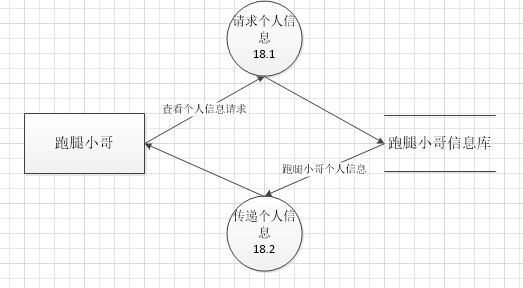 请求个人信
息
18.1
查看个人信息请求
跑腿小哥
跑腿小哥信息库
跑腿小哥个人信息
传递个人信
息
18.2